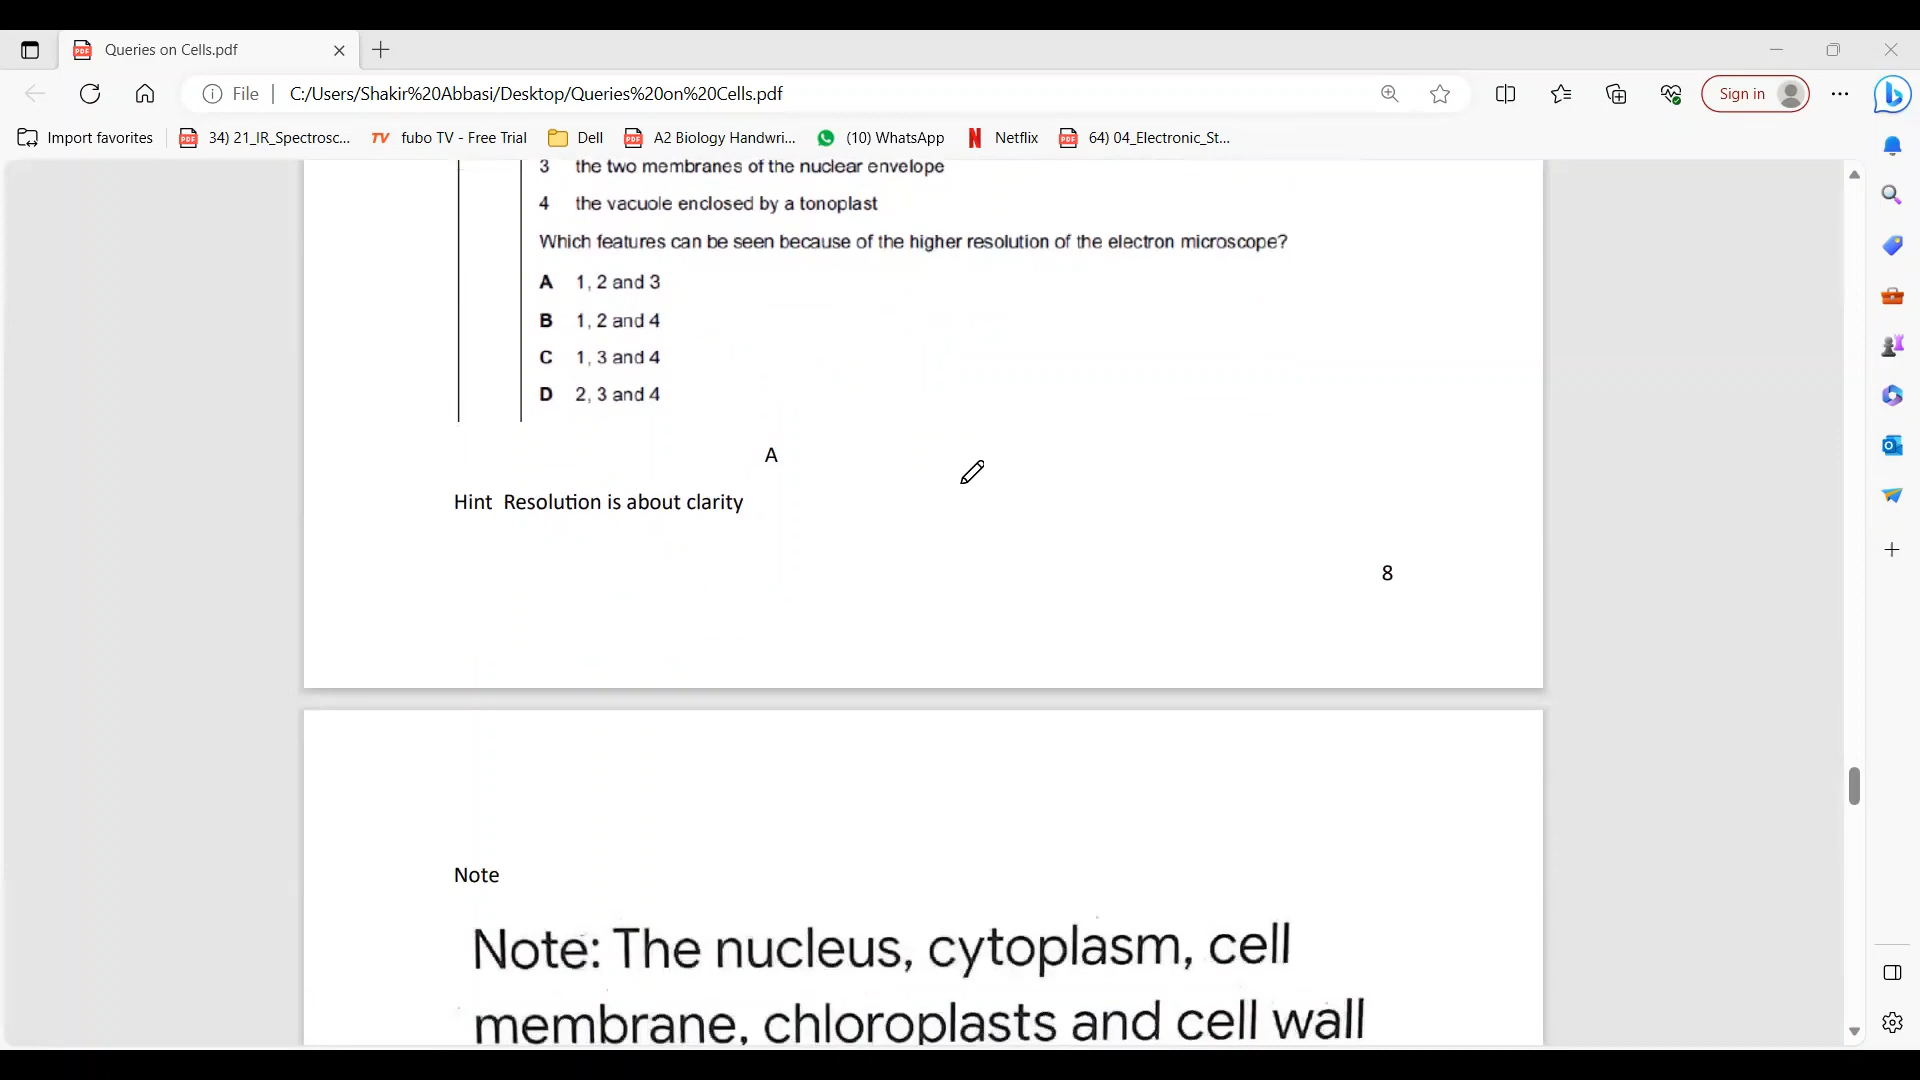 Queries on Cells.pdf
File
C:/Users/Shakir%20Abbasi/Desktop/Queries%20on%20Cells.pdf
Sign in
Import favorites
34) 21_IR_Spectrosc...
fubo TV - Free Trial
Dell
A2 Biology Handwri...
(10) WhatsApp
Netflix
64) 04_Electronic_St...
3 the two membranes of the nuclear envelope
4 the vacuole enclosed by a tonoplast
Which features can be seen because of the higher resolution of the electron microscope?
A 1, 2 and 3
B 1, 2 and 4
C 1, 3 and 4
D 2, 3 and 4
A
Hint Resolution is about clarity
8
Note
Note: The nucleus, cytoplasm, cell
membrane, chloroplasts and cell wall